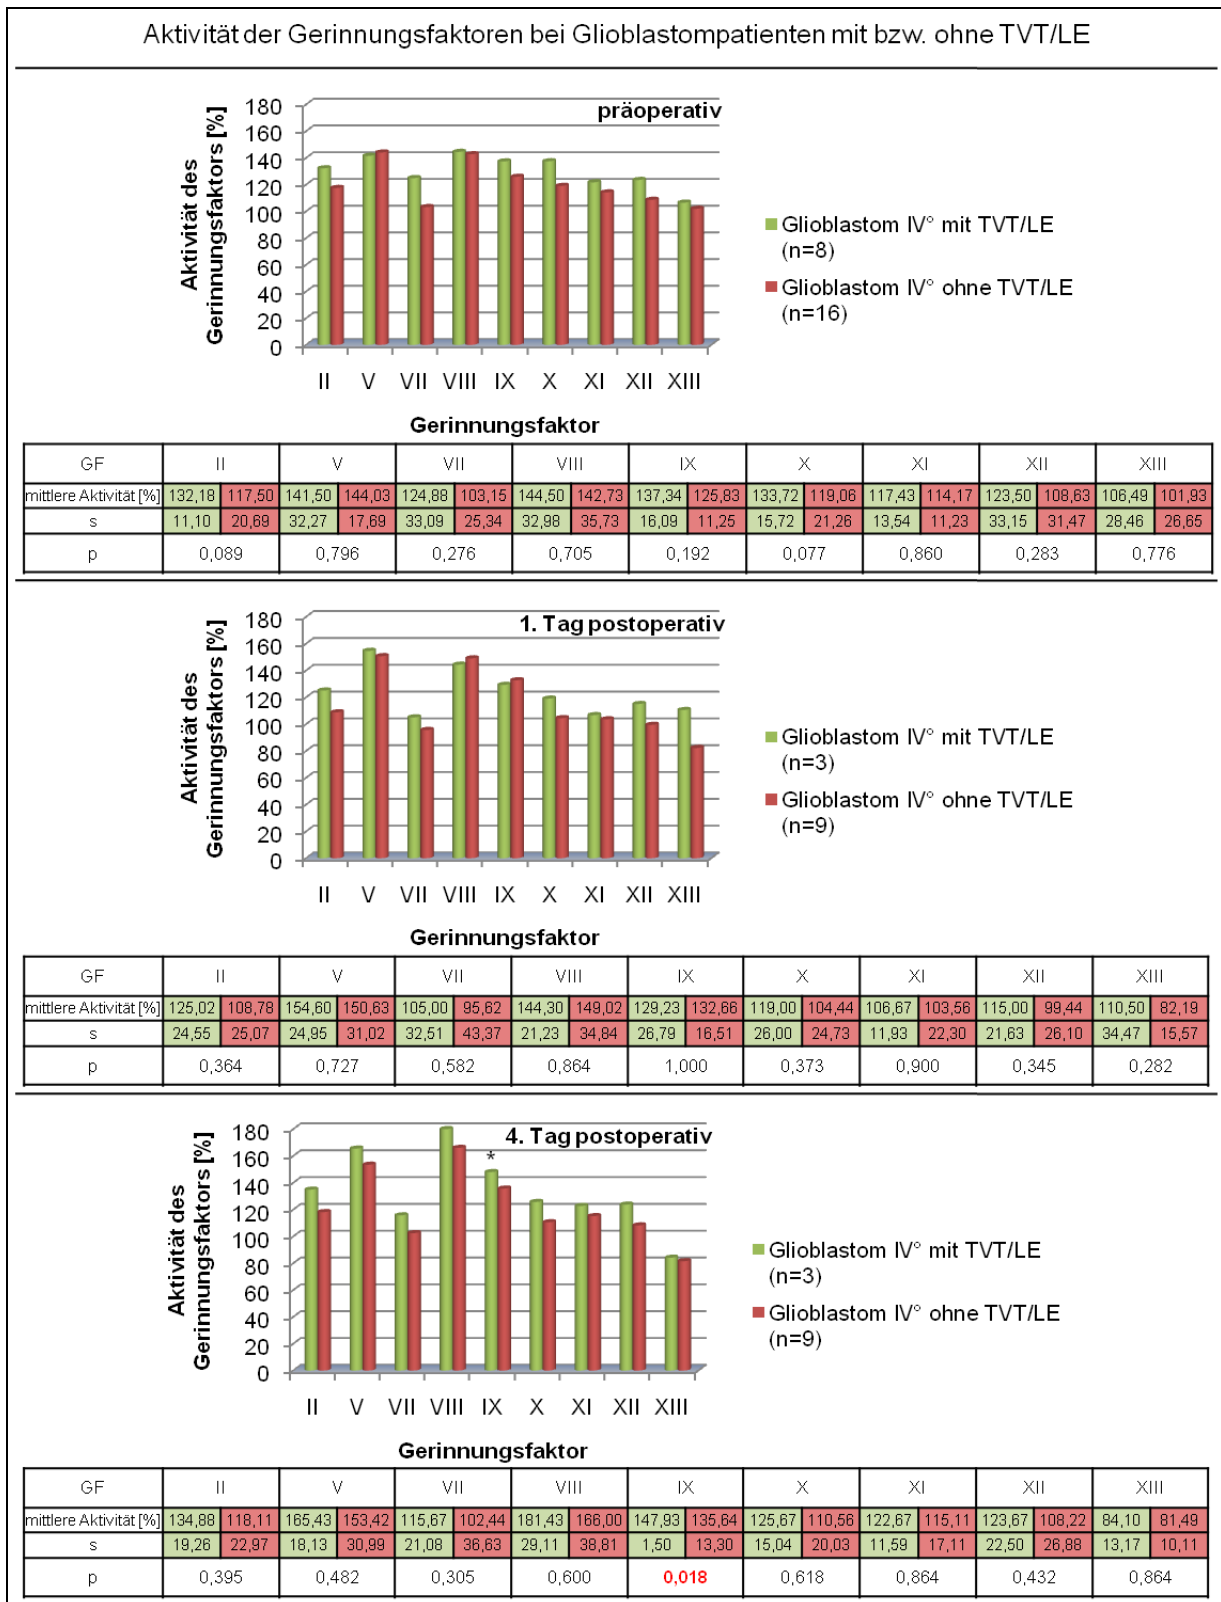 Aktivität der Gerinnungsfaktoren bei Glioblastompatienten mit bzw. ohne TVT/LE
präoperativ
Aktivität des
Gerinnungsfaktors [%]
180
160
140
120
100
80
60
40
20
0
II V VII VIII IX X XI XII XIII
Gerinnungsfaktor
Glioblastom IV° mit TVT/LE
(n=8)
Glioblastom IV° ohne TVT/LE
(n=16)
GF II V VII VIII IX X XI XII XIII
mittlere Aktivität [%] 132,18 117,50 141,50 144,03 124,88 103,15 144,50 142,73 137,34 125,83 133,72 119,06 117,43 114,17 123,50 108,63 106,49 101,93
s 11,10 20,69 32,27 17,69 33,09 25,34 32,98 35,73 16,09 11,25 15,72 21,26 13,54 11,23 33,15 31,47 28,46 26,65
p 0,089 0,796 0,276 0,705 0,192 0,077 0,860 0,283 0,776
1. Tag postoperativ
Aktivität des
Gerinnungsfaktors [%]
180
160
140
120
100
80
60
40
20
0
II V VII VIII IX X XI XII XIII
Gerinnungsfaktor
Glioblastom IV° mit TVT/LE
(n=3)
Glioblastom IV° ohne TVT/LE
(n=9)
GF II V VII VIII IX X XI XII XIII
mittlere Aktivität [%] 125,02 108,78 154,60 150,63 105,00 95,62 144,30 149,02 129,23 132,66 119,00 104,44 106,67 103,56 115,00 99,44 110,50 82,19
s 24,55 25,07 24,95 31,02 32,51 43,37 21,23 34,84 26,79 16,51 26,00 24,73 11,93 22,30 21,63 26,10 34,47 15,57
p 0,364 0,727 0,582 0,864 1,000 0,373 0,900 0,345 0,282
4. Tag postoperativ
Aktivität des
Gerinnungsfaktors [%]
180
160
140
120
100
80
60
40
20
0
*
II V VII VIII IX X XI XII XIII
Gerinnungsfaktor
Glioblastom IV° mit TVT/LE
(n=3)
Glioblastom IV° ohne TVT/LE
(n=9)
GF II V VII VIII IX X XI XII XIII
mittlere Aktivität [%] 134,88 118,11 165,43 153,42 115,67 102,44 181,43 166,00 147,93 135,64 125,67 110,56 122,67 115,11 123,67 108,22 84,10 81,49
s 19,26 22,97 18,13 30,99 21,08 36,63 29,11 38,81 1,50 13,30 15,04 20,03 11,59 17,11 22,50 26,88 13,17 10,11
p 0,395 0,482 0,305 0,600 0,018 0,618 0,864 0,432 0,864